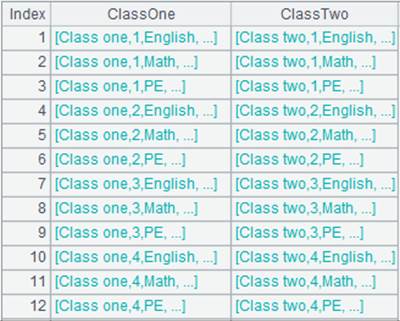 Index ClassOne ClassTwo
1 [Class one,1,English, ...] [Class two,1,English, ...]
2 [Class one,1,Math, ...] [Class two,1,Math, ...]
3 [Class one,1,PE, ...] [Class two,1,PE, ...]
4 [Class one,2,English, ...] [Class two,2,English, ...]
5 [Class one,2,Math, ...] [Class two,2,Math, ...]
6 [Class one,2,PE, ...] [Class two,2,PE, ...]
7 [Class one,3,English, ...] [Class two,3,English, ...]
8 [Class one,3,Math, ...] [Class two,3,Math, ...]
9 [Class one,3,PE, ...] [Class two,3,PE, ...]
10 [Class one,4,English, ...] [Class two,4,English, ...]
11 [Class one,4,Math, ...] [Class two,4,Math, ...]
12 [Class one,4,PE, ...] [Class two,4,PE, ...]